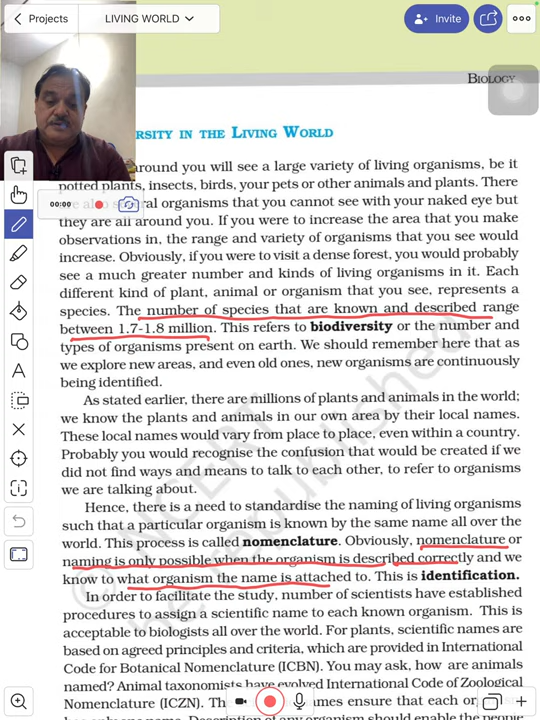 Projects
LIVING WORLD
Invite
BIOLOGY
RSITY IN THE LIVING WORLD
around you will see a large variety of living organisms, be it
potted plants, insects, birds, your pets or other animals and plants. There
organisms that you cannot see with your naked eye but
00:00
they are all around you. If you were to increase the area that you make
observations in, the range and variety of organisms that you see would
increase. Obviously, if you were to visit a dense forest, you would probably
see a much greater number and kinds of living organisms in it. Each
different kind of plant, animal or organism that you see, represents a
species. The number of species that are known and described range
between 1.7-1.8 million. This refers to biodiversity or the number and
types of organisms present on earth. We should remember here that as
we explore new areas, and even old ones, new organisms are continuously
being identified.
As stated earlier, there are millions of plants and animals in the world;
we know the plants and animals in our own area by their local names.
These local names would vary from place to place, even within a country.
Probably you would recognise the confusion that would be created if we
did not find ways and means to talk to each other, to refer to organisms
we are talking about.
Hence, there is a need to standardise the naming of living organisms
such that a particular organism is known by the same name all over the
world. This process is called nomenclature. Obviously, nomenclature or
naming is only possible when the organism is described correctly and we
know to what organism the name is attached to. This is identification.
In order to facilitate the study, number of scientists have established
procedures to assign a scientific name to each known organism. This is
acceptable to biologists all over the world. For plants, scientific names are
based on agreed principles and criteria, which are provided in International
Code for Botanical Nomenclature (ICBN). You may ask, how are animals
named? Animal taxonomists have evolved International Code of Zoological
Nomenclature (ICZN). Th ames ensure that each or
© NCERT
be republished